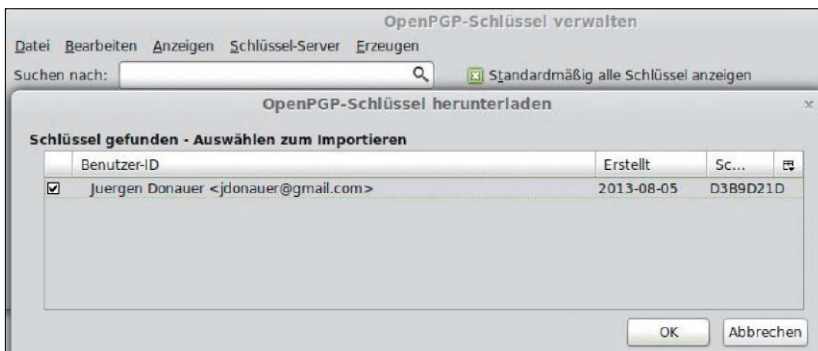 OpenPGP-Schlüssel verwalten
Datei Bearbeiten Anzeigen Schlüssel-Server Erzeugen
Suchen nach: Standardmäßig alle Schlüssel anzeigen
OpenPGP-Schlüssel herunterladen
Schlüssel gefunden - Auswählen zum Importieren
Benutzer-ID Erstellt Sc...
Juergen Donauer <jdonauer@gmail.com> 2013-08-05 D3B9D21D
OK Abbrechen